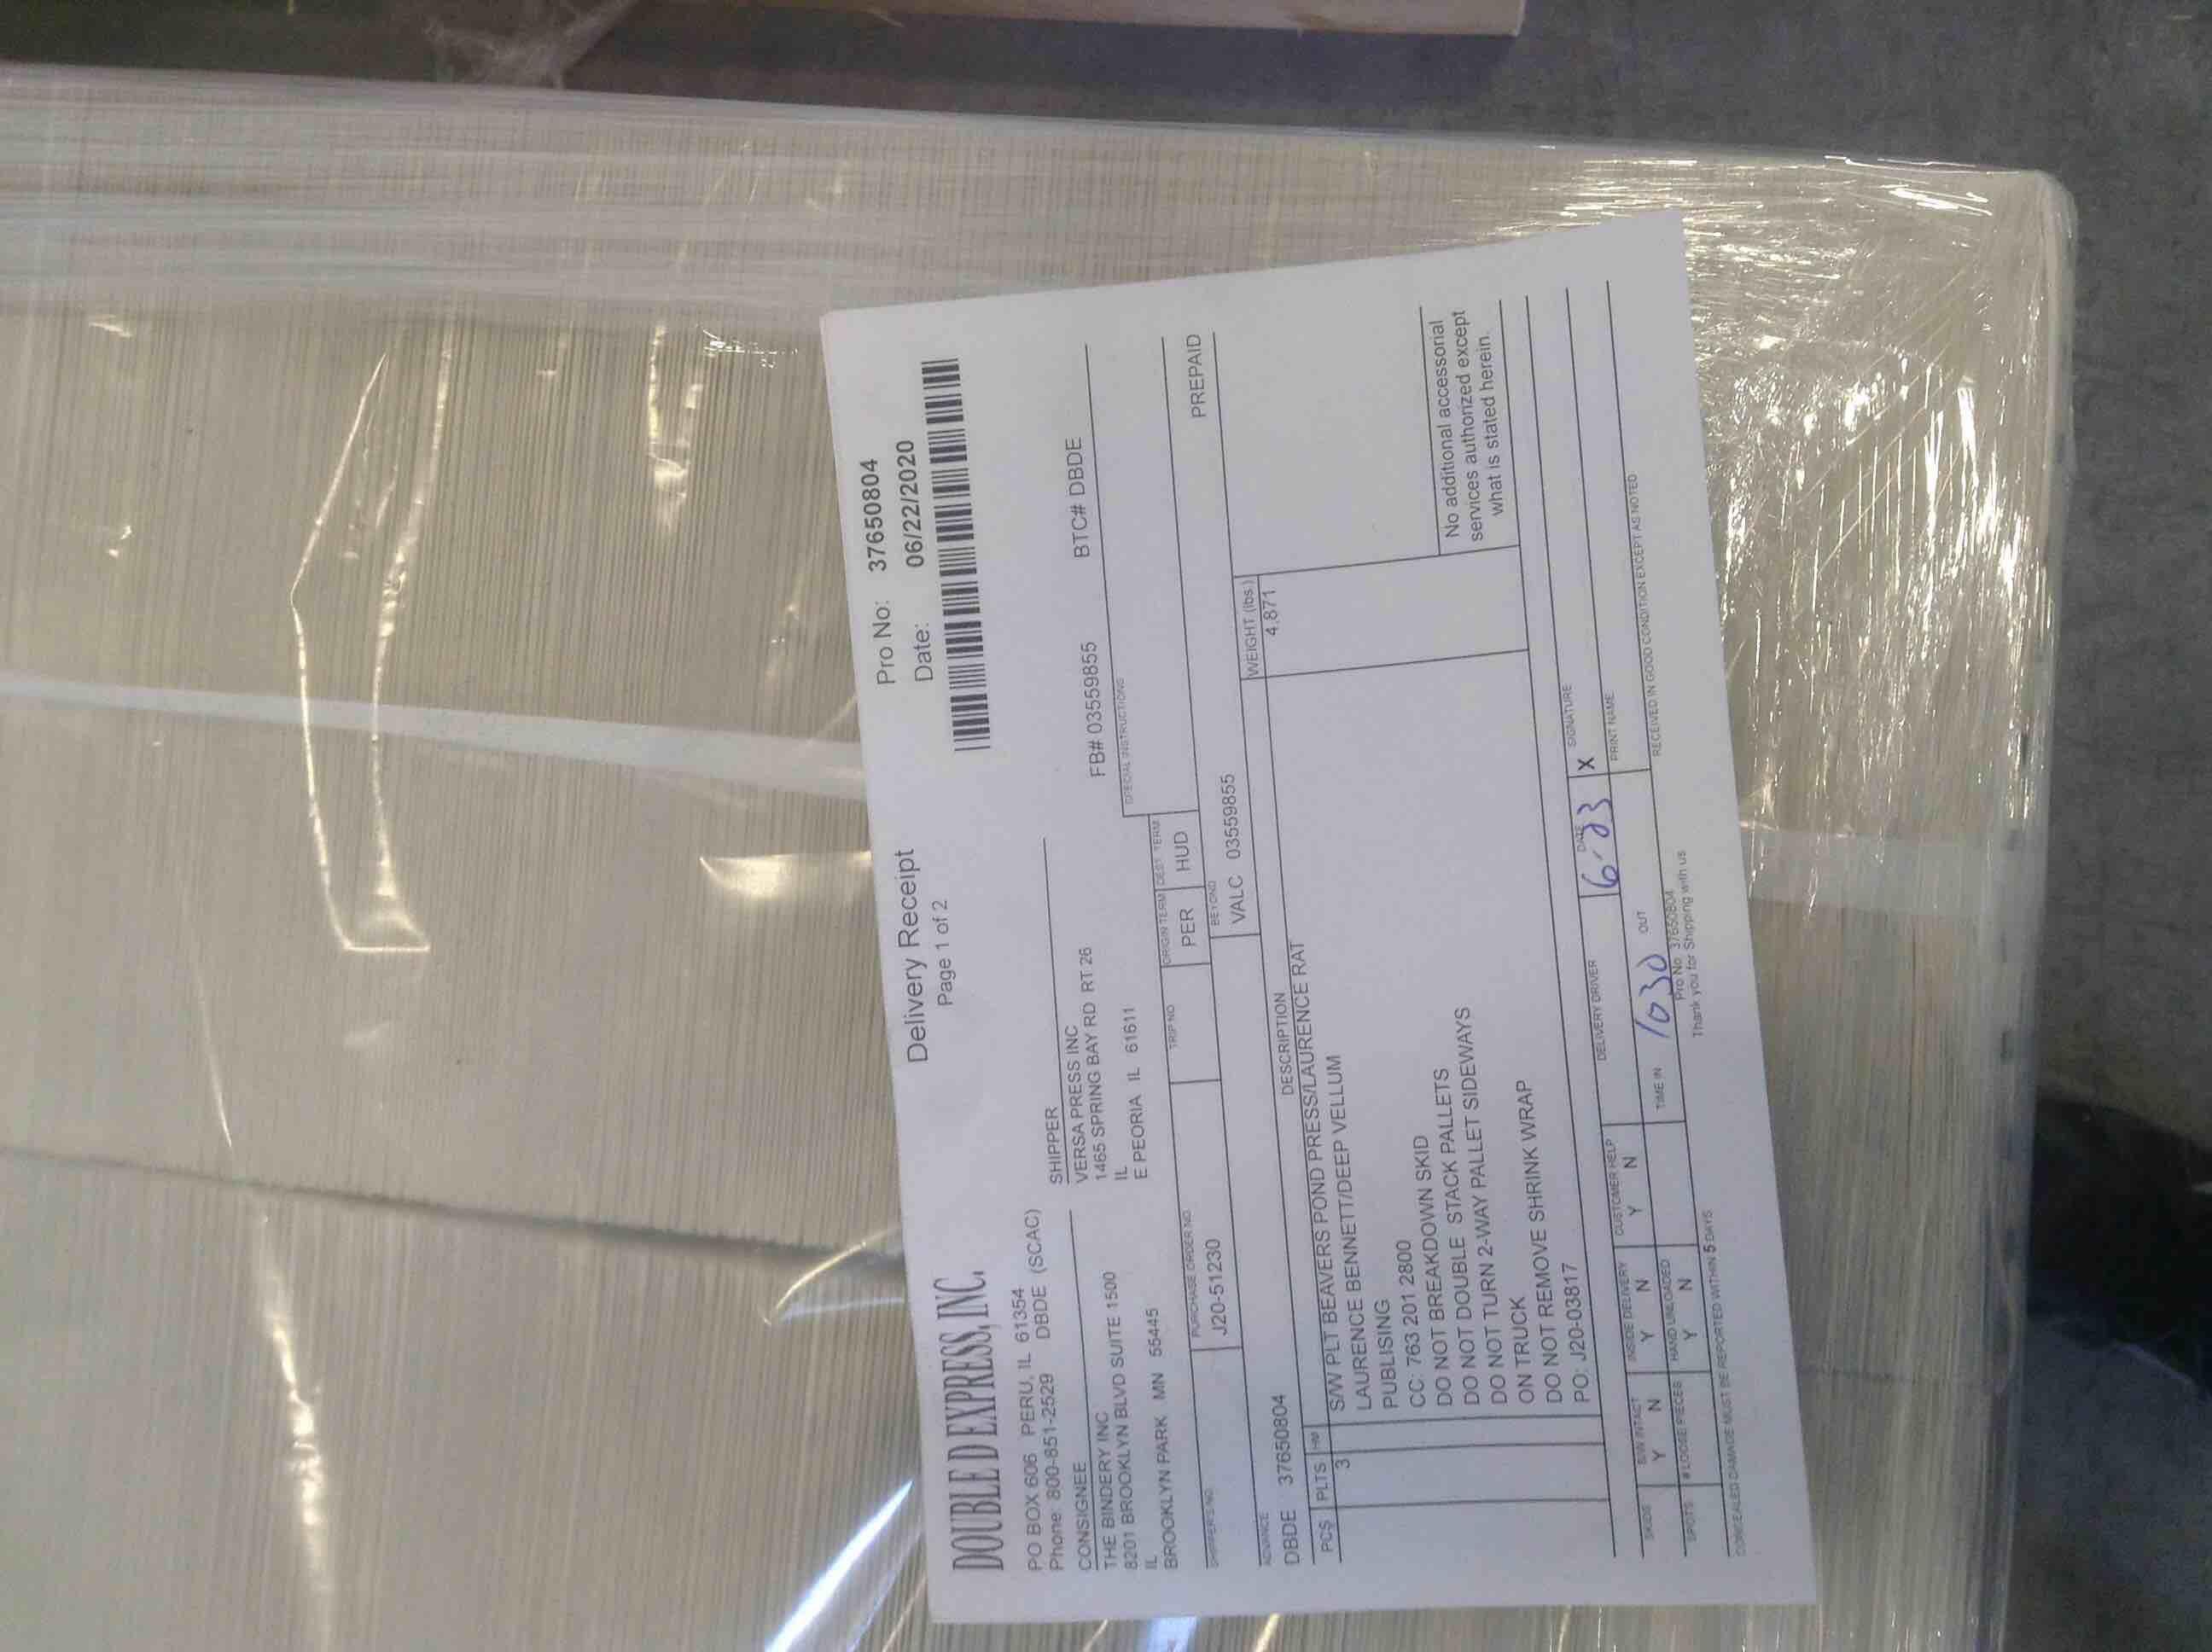 DOUBLE D EXPRESS, INC.
Delivery Receipt
Page 1 of 2
Pro No: 37650804
Date: 06/22/2020
PO BOX 606 PERU, IL 61354
Phone: 800-851-2529 DBDE (SCAC)
CONSIGNEE
THE BINDERY INC
8201 BROOKLYN BLVD SUITE 1500
IL
BROOKLYN PARK MN 55445
SHIPPER
VERSA PRESS INC
1465 SPRING BAY RD RT 26
IL
E PEORIA IL 61611
FB# 03559855 BTC# DBDE
SHIPPER'S NO.
PURCHASE ORDER NO.
J20-51230
TRIP NO
ORIGIN TERM
PER
DEST TERM
HUD
SPECIAL INSTRUCTIONS
PREPAID
ADVANCE
DBDE 37650804
BEYOND
VALC 03559855
PCS PLTS HM DESCRIPTION WEIGHT (lbs)
3 S/W PLT BEAVERS POND PRESS/LAURENCE RAT 4,871
LAURENCE BENNETT/DEEP VELLUM
PUBLISING
CC: 763 201 2800
DO NOT BREAKDOWN SKID
DO NOT DOUBLE STACK PALLETS
DO NOT TURN 2-WAY PALLET SIDEWAYS
ON TRUCK
DO NOT REMOVE SHRINK WRAP
PO: J20-03817
No additional accessorial
services authorized except
what is stated herein.
SKIDS S/W INTACT INSIDE DELIVERY CUSTOMER HELP DELIVERY DRIVER DATE SIGNATURE
Y N Y N Y N 6-23 X
SPOTS # LOOSE PIECES HAND UNLOADED TIME IN OUT PRINT NAME
Y N 1030
CONCEALED DAMAGE MUST BE REPORTED WITHIN 5 DAYS
Pro No 37650804
Thank you for Shipping with us
RECEIVED IN GOOD CONDITION EXCEPT AS NOTED